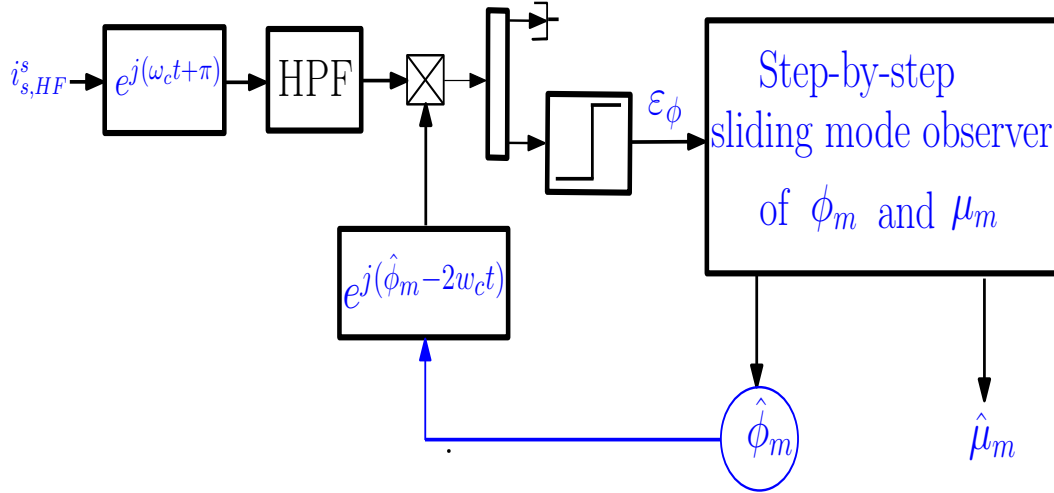 i^s_{s,HF}
e^{j(ω_c t+π)}
HPF
ε_ϕ
Step-by-step
sliding mode observer
of ϕ_m and μ_m
e^{j(\hat{ϕ}_m−2w_c t)}
\hat{ϕ}_m
\hat{μ}_m